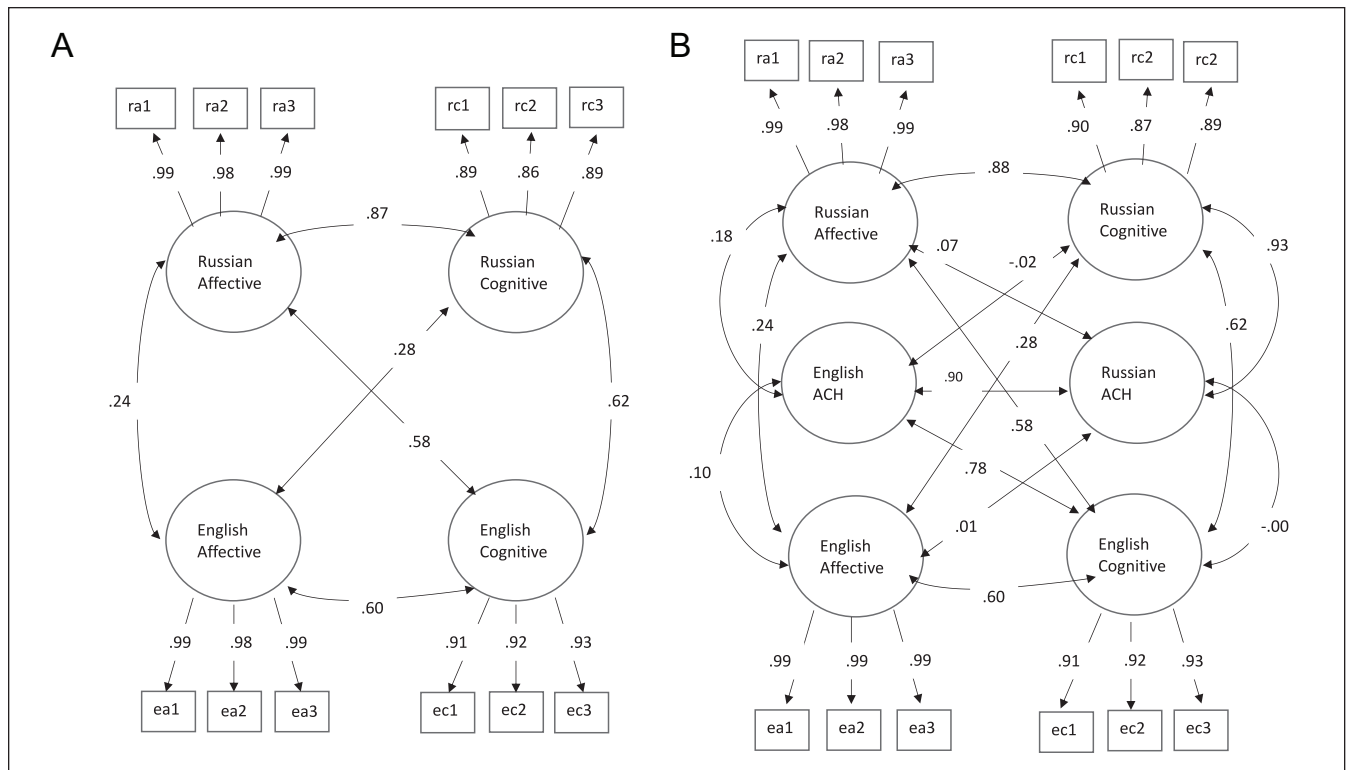 A
ra1 ra2 ra3
rc1 rc2 rc3
.99 .98 .99
.89 .86 .89
.87
Russian
Affective
Russian
Cognitive
.28
.24
.62
.58
English
Affective
English
Cognitive
.60
.99 .98 .99
.91 .92 .93
ea1 ea2 ea3
ec1 ec2 ec3
B
ra1 ra2 ra3
rc1 rc2 rc2
.99 .98 .99
.90 .87 .89
.88
Russian
Affective
Russian
Cognitive
.18
.07
-.02
.93
.24
.28
.62
English
ACH
.90
Russian
ACH
.58
.10
.78
.01
-.00
English
Affective
English
Cognitive
.60
.99 .99 .99
.91 .92 .93
ea1 ea2 ea3
ec1 ec2 ec3